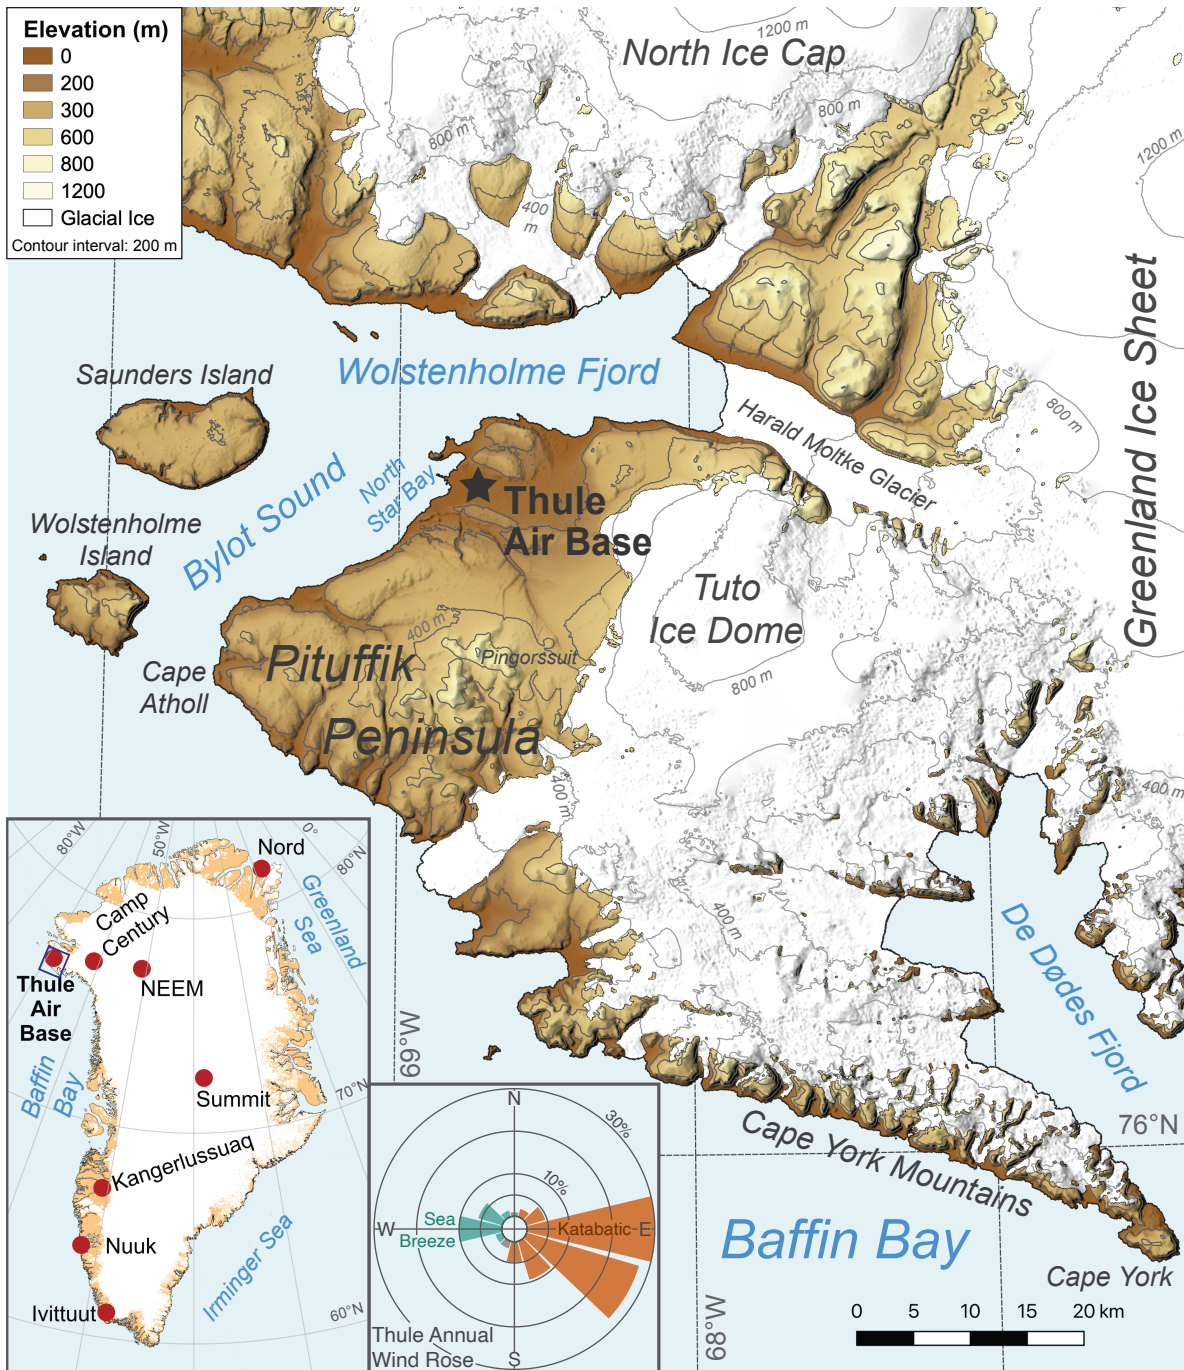 Elevation (m)
0
200
300
600
800
1200
Glacial Ice
Contour interval: 200 m
1200 m
North Ice Cap
800 m
800 m
1200 m
400
m
Greenland Ice Sheet
Saunders Island
Wolstenholme Fjord
800 m
Harald Moltke Glacier
North
Star Bay
Bylot Sound
Thule
Air Base
Wolstenholme
Island
Tuto
Ice Dome
400 m
Pingorssuit
800 m
Pituffik
Peninsula
Cape
Atholl
400 m
400 m
400 m
De Dødes Fjord
69°W
76°N
Cape York Mountains
Baffin Bay
Cape York
68°W
0 5 10 15 20 km
80°W
50°W
0°
80°N
Nord
Greenland
Sea
Camp
Century
NEEM
Thule
Air
Base
Baffin
Bay
Summit
70°N
Kangerlussuaq
Nuuk
Irminger Sea
Ivittuut
60°N
N
30%
10%
Sea
Breeze
W
Katabatic
E
S
Thule Annual
Wind Rose